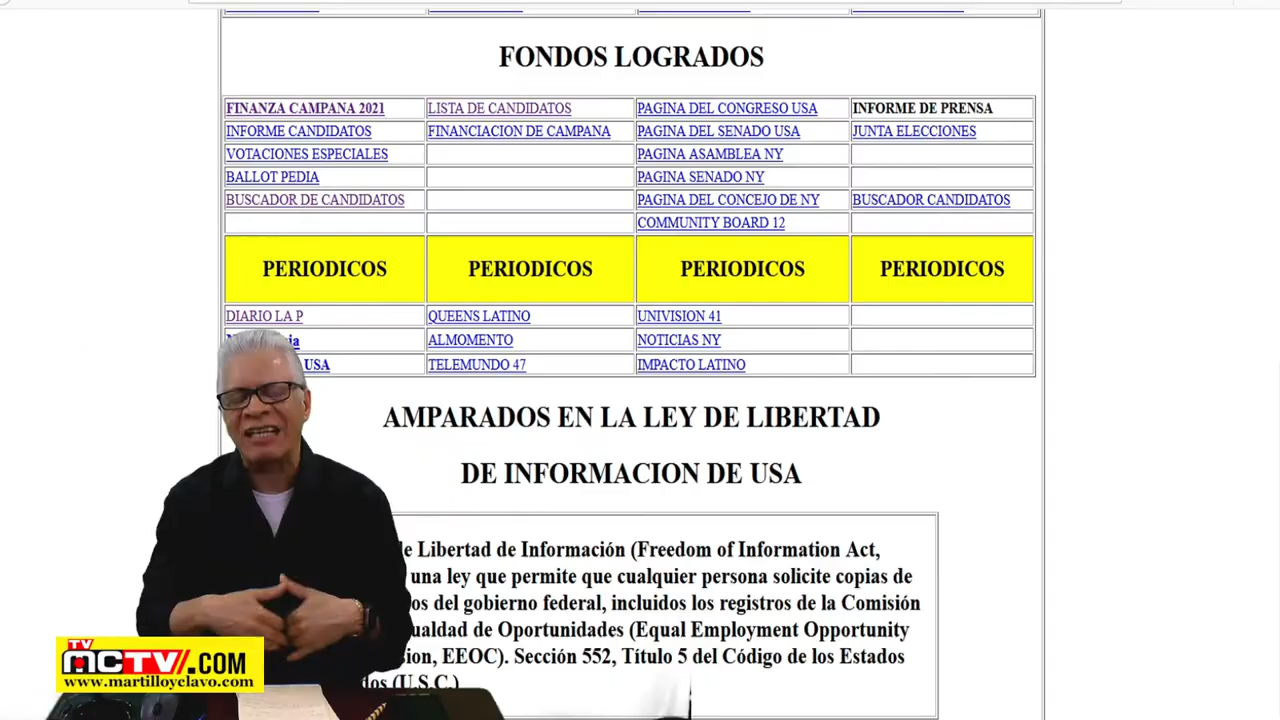 FONDOS LOGRADOS
FINANZA CAMPANA 2021 LISTA DE CANDIDATOS PAGINA DEL CONGRESO USA INFORME DE PRENSA
INFORME CANDIDATOS FINANCIACION DE CAMPANA PAGINA DEL SENADO USA JUNTA ELECCIONES
VOTACIONES ESPECIALES PAGINA ASAMBLEA NY
BALLOT PEDIA PAGINA SENADO NY
BUSCADOR DE CANDIDATOS PAGINA DEL CONCEJO DE NY BUSCADOR CANDIDATOS
COMMUNITY BOARD 12
PERIODICOS PERIODICOS PERIODICOS PERIODICOS
DIARIO LA P QUEENS LATINO UNIVISION 41
ALMOMENTO NOTICIAS NY
USA TELEMUNDO 47 IMPACTO LATINO
AMPARADOS EN LA LEY DE LIBERTAD
DE INFORMACION DE USA
de Libertad de Información (Freedom of Information Act,
una ley que permite que cualquier persona solicite copias de
del gobierno federal, incluidos los registros de la Comisión
de Oportunidades (Equal Employment Opportunity
EEOC). Sección 552, Título 5 del Código de los Estados
(U.S.C.)
TV
MCTV.COM
www.martilloyclavo.com